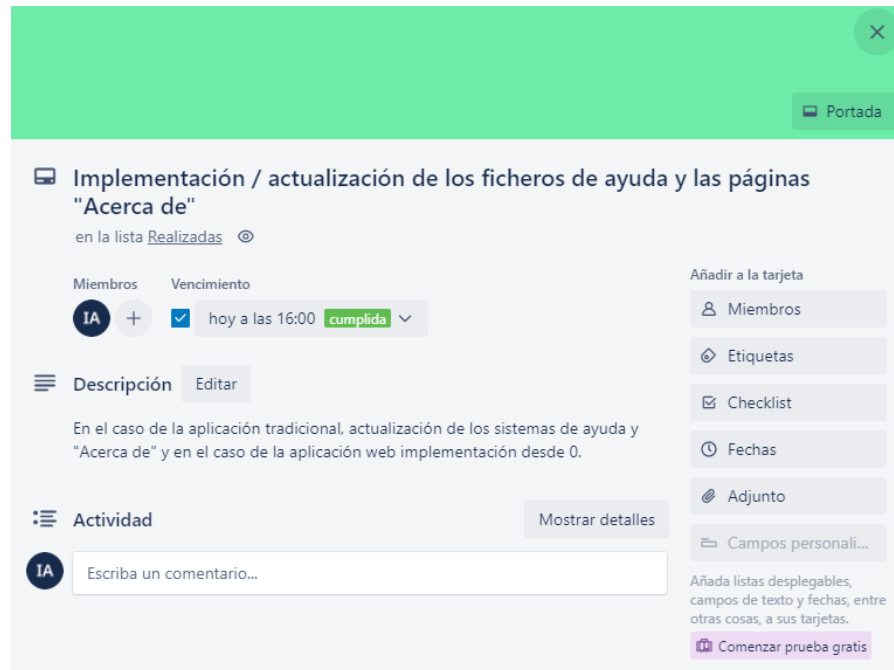 Portada
Implementación / actualización de los ficheros de ayuda y las páginas
"Acerca de"
en la lista Realizadas
Miembros
Vencimiento
IA
hoy a las 16:00 cumplida
Descripción
Editar
En el caso de la aplicación tradicional, actualización de los sistemas de ayuda y
"Acerca de" y en el caso de la aplicación web implementación desde 0.
Actividad
Mostrar detalles
IA
Escriba un comentario...
Añadir a la tarjeta
Miembros
Etiquetas
Checklist
Fechas
Adjunto
Campos personali...
Añada listas desplegables,
campos de texto y fechas, entre
otras cosas, a sus tarjetas.
Comenzar prueba gratis